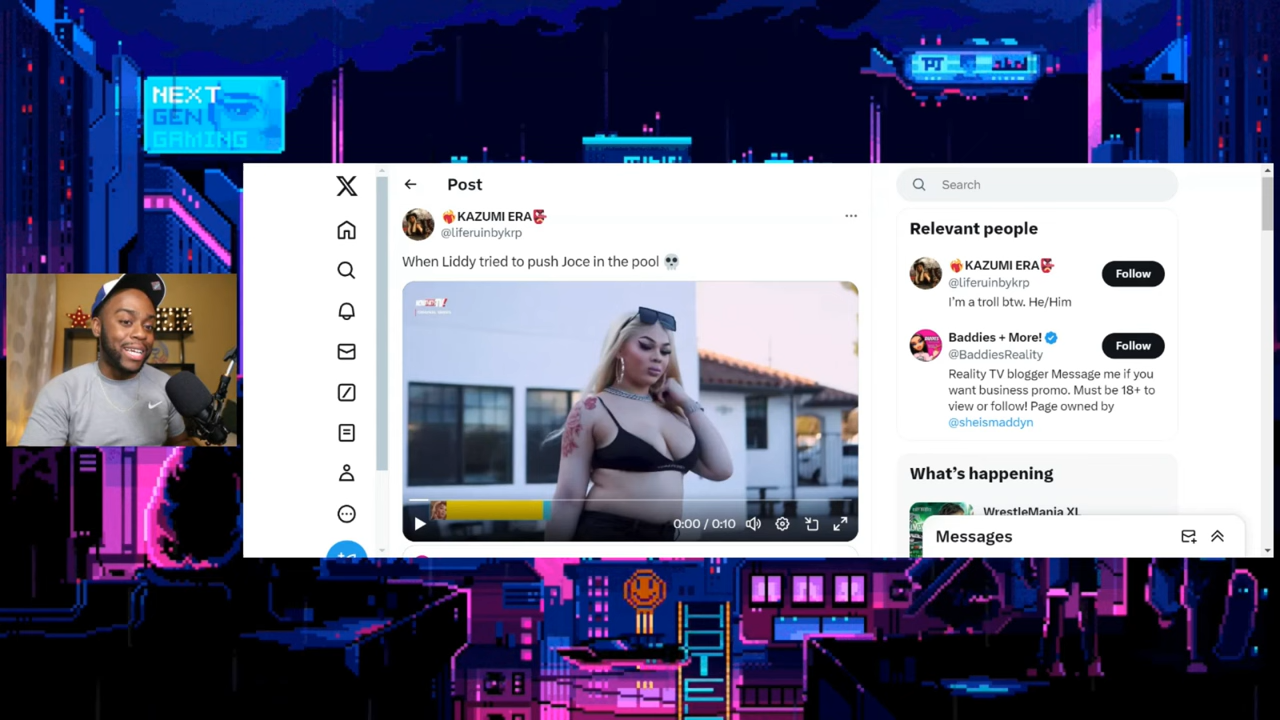 NEXT
GEN
GAMING
Post
Search
KAZUMI ERA
@liferuinbykrp
When Liddy tried to push Joce in the pool
0:00 / 0:10
Relevant people
KAZUMI ERA
@liferuinbykrp
Follow
I'm a troll btw. He/Him
Baddies + More!
@BaddiesReality
Follow
Reality TV blogger Message me if you
want business promo. Must be 18+ to
view or follow! Page owned by
@sheismaddyn
What's happening
WrestleMania XL
Messages
HOTE